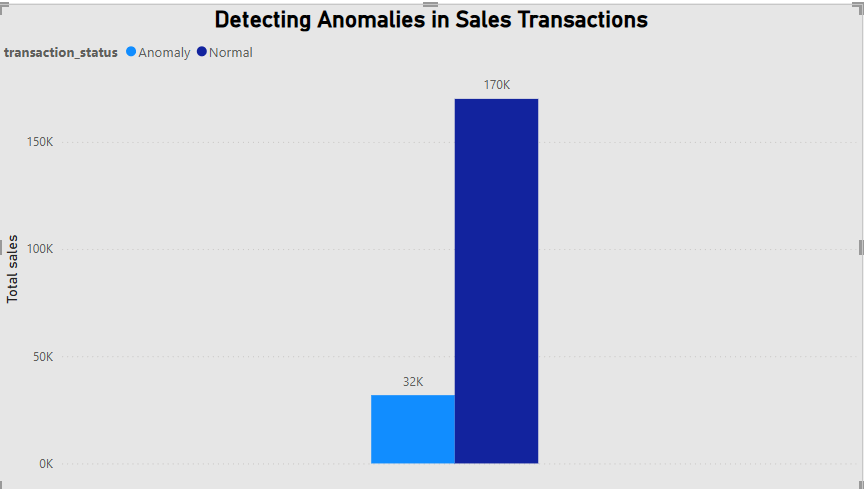 Detecting Anomalies in Sales Transactions
transaction_status Anomaly Normal
170K
150K
Total sales
100K
50K
32K
0K